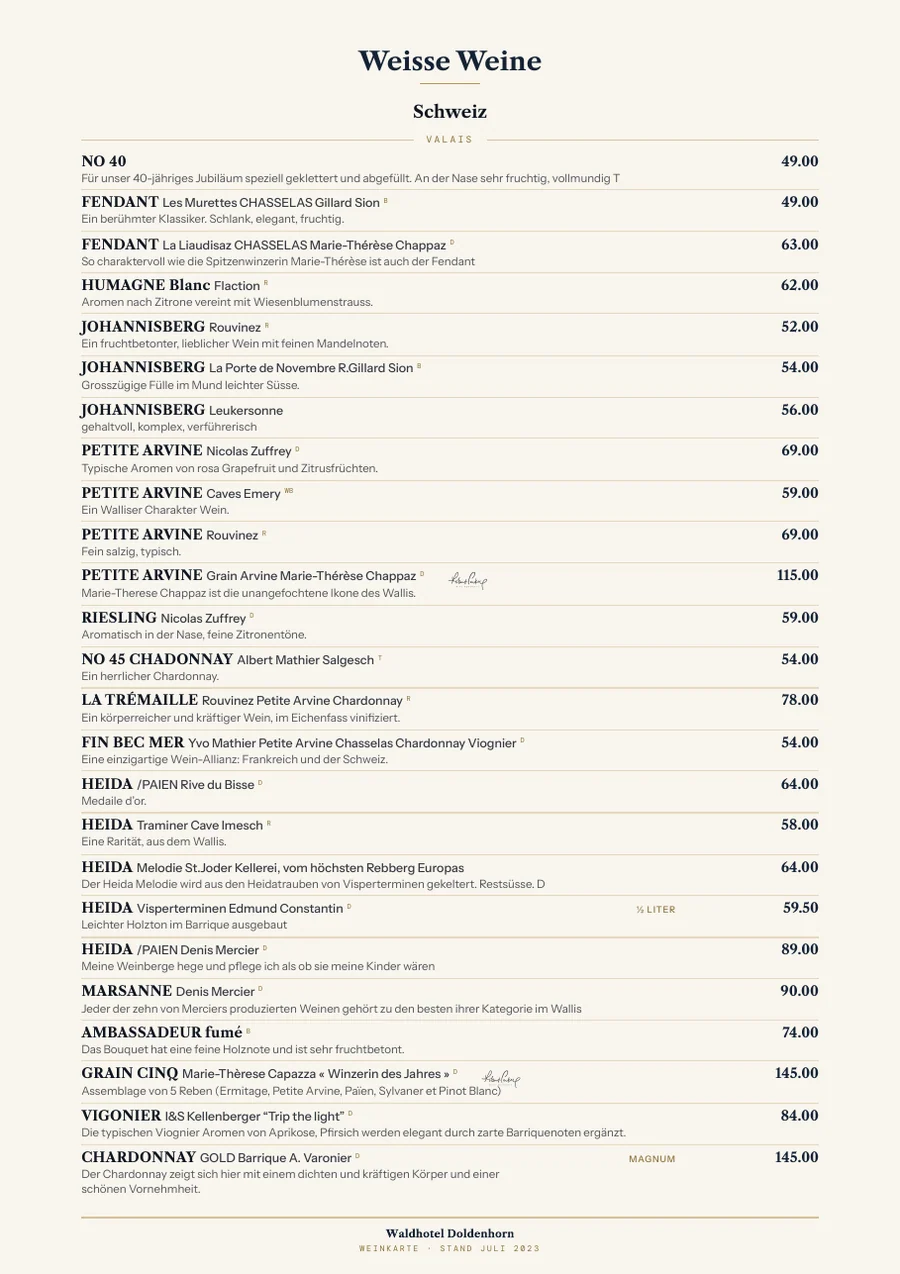 Weisse Weine
Schweiz
VALAIS
NO 40 49.00
Für unser 40-jähriges Jubiläum speziell geklettert und abgefüllt. An der Nase sehr fruchtig, vollmundig T
FENDANT Les Murettes CHASSELAS Gillard Sion B 49.00
Ein berühmter Klassiker. Schlank, elegant, fruchtig.
FENDANT La Liaudisaz CHASSELAS Marie-Thérèse Chappaz D 63.00
So charaktervoll wie die Spitzenwinzerin Marie-Thérèse ist auch der Fendant
HUMAGNE Blanc Flaction R 62.00
Aromen nach Zitrone vereint mit Wiesenblumenstrauss.
JOHANNISBERG Rouvinez R 52.00
Ein fruchtbetonter, lieblicher Wein mit feinen Mandelnoten.
JOHANNISBERG La Porte de Novembre R.Gillard Sion B 54.00
Grosszügige Fülle im Mund leichter Süsse.
JOHANNISBERG Leukersonne 56.00
gehaltvoll, komplex, verführerisch
PETITE ARVINE Nicolas Zuffrey D 69.00
Typische Aromen von rosa Grapefruit und Zitrusfrüchten.
PETITE ARVINE Caves Emery WB 59.00
Ein Walliser Charakter Wein.
PETITE ARVINE Rouvinez R 69.00
Fein salzig, typisch.
PETITE ARVINE Grain Arvine Marie-Thérèse Chappaz D 115.00
Marie-Therese Chappaz ist die unangefochtene Ikone des Wallis.
RIESLING Nicolas Zuffrey D 59.00
Aromatisch in der Nase, feine Zitronentöne.
NO 45 CHADONNAY Albert Mathier Salgesch T 54.00
Ein herrlicher Chardonnay.
LA TRÉMAILLE Rouvinez Petite Arvine Chardonnay R 78.00
Ein körperreicher und kräftiger Wein, im Eichenfass vinifiziert.
FIN BEC MER Yvo Mathier Petite Arvine Chasselas Chardonnay Viognier D 54.00
Eine einzigartige Wein-Allianz: Frankreich und der Schweiz.
HEIDA /PAIEN Rive du Bisse D 64.00
Medaile d'or.
HEIDA Traminer Cave Imesch R 58.00
Eine Rarität, aus dem Wallis.
HEIDA Melodie St.Joder Kellerei, vom höchsten Rebberg Europas 64.00
Der Heida Melodie wird aus den Heidatrauben von Visperterminen gekeltert. Restsüsse. D
HEIDA Visperterminen Edmund Constantin D ½ LITER 59.50
Leichter Holzton im Barrique ausgebaut
HEIDA /PAIEN Denis Mercier D 89.00
Meine Weinberge hege und pflege ich als ob sie meine Kinder wären
MARSANNE Denis Mercier D 90.00
Jeder der zehn von Merciers produzierten Weinen gehört zu den besten ihrer Kategorie im Wallis
AMBASSADEUR fumé B 74.00
Das Bouquet hat eine feine Holznote und ist sehr fruchtbetont.
GRAIN CINQ Marie-Thèrese Capazza « Winzerin des Jahres » D 145.00
Assemblage von 5 Reben (Ermitage, Petite Arvine, Païen, Sylvaner et Pinot Blanc)
VIGONIER I&S Kellenberger “Trip the light” D 84.00
Die typischen Viognier Aromen von Aprikose, Pfirsich werden elegant durch zarte Barriquenoten ergänzt.
CHARDONNAY GOLD Barrique A. Varonier D MAGNUM 145.00
Der Chardonnay zeigt sich hier mit einem dichten und kräftigen Körper und einer
schönen Vornehmheit.
Waldhotel Doldenhorn
WEINKARTE · STAND JULI 2023